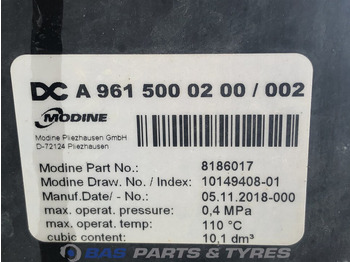 DC A 961 500 02 00 / 002
MODINE
Modine Pliezhausen GmbH
D-72124 Pliezhausen
Modine Part No.: 8186017
Modine Draw. No. / Index: 10149408-01
Manuf.Date/ - No.: 05.11.2018-000
max. operat. pressure: 0,4 MPa
max. operat. temp: 110 °C
cubic content: 10,1 dm³
BAS PARTS & TYRES